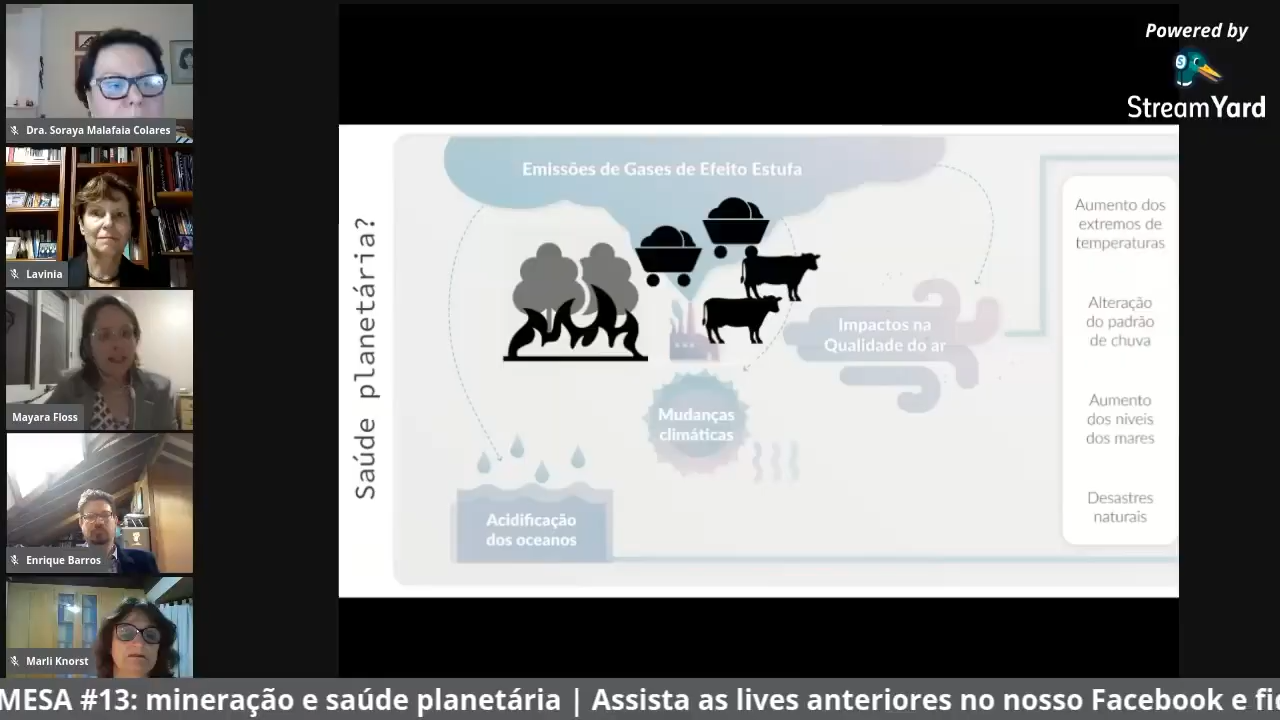 Powered by
StreamYard
Dra. Soraya Malafaia Colares
Lavinia
Mayara Floss
Enrique Barros
Marli Knorst
Saúde planetária?
Emissões de Gases de Efeito Estufa
Impactos na
Qualidade do ar
Mudanças
climáticas
Acidificação
dos oceanos
Aumento dos
extremos de
temperaturas
Alteração
do padrão
de chuva
Aumento
dos níveis
dos mares
Desastres
naturais
MESA #13: mineração e saúde planetária | Assista as lives anteriores no nosso Facebook e fi